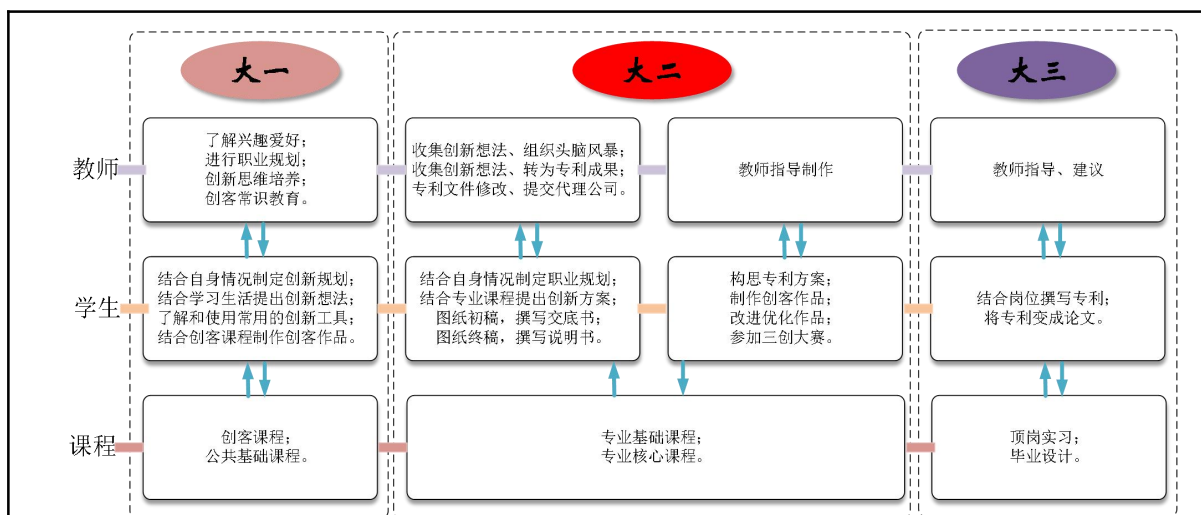 大一
大二
大三
教师
了解兴趣爱好；
进行职业规划；
创新思维培养；
创客常识教育。
收集创新想法、组织头脑风暴；
收集创新想法、转为专利成果；
专利文件修改、提交代理公司。
教师指导制作
教师指导、建议
学生
结合自身情况制定创新规划；
结合学习生活提出创新想法；
了解和使用常用的创新工具；
结合创客课程制作创客作品。
结合自身情况制定职业规划；
结合专业课程提出创新方案；
图纸初稿，撰写交底书；
图纸终稿，撰写说明书。
构思专利方案；
制作创客作品；
改进优化作品；
参加三创大赛。
结合岗位撰写专利；
将专利变成论文。
课程
创客课程；
公共基础课程。
专业基础课程；
专业核心课程。
顶岗实习；
毕业设计。